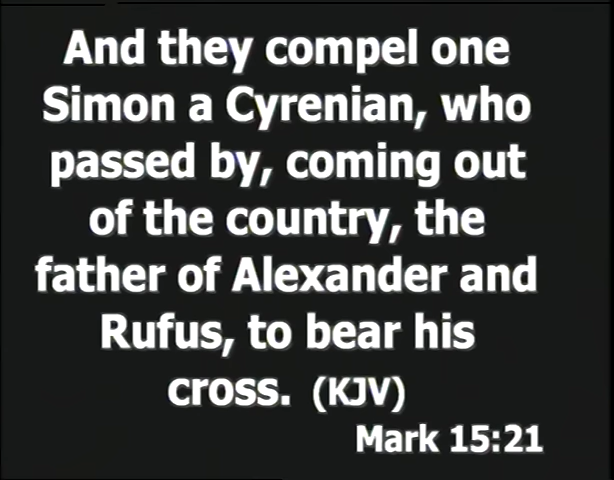 And they compel one
Simon a Cyrenian, who
passed by, coming out
of the country, the
father of Alexander and
Rufus, to bear his
cross. (KJV)
Mark 15:21